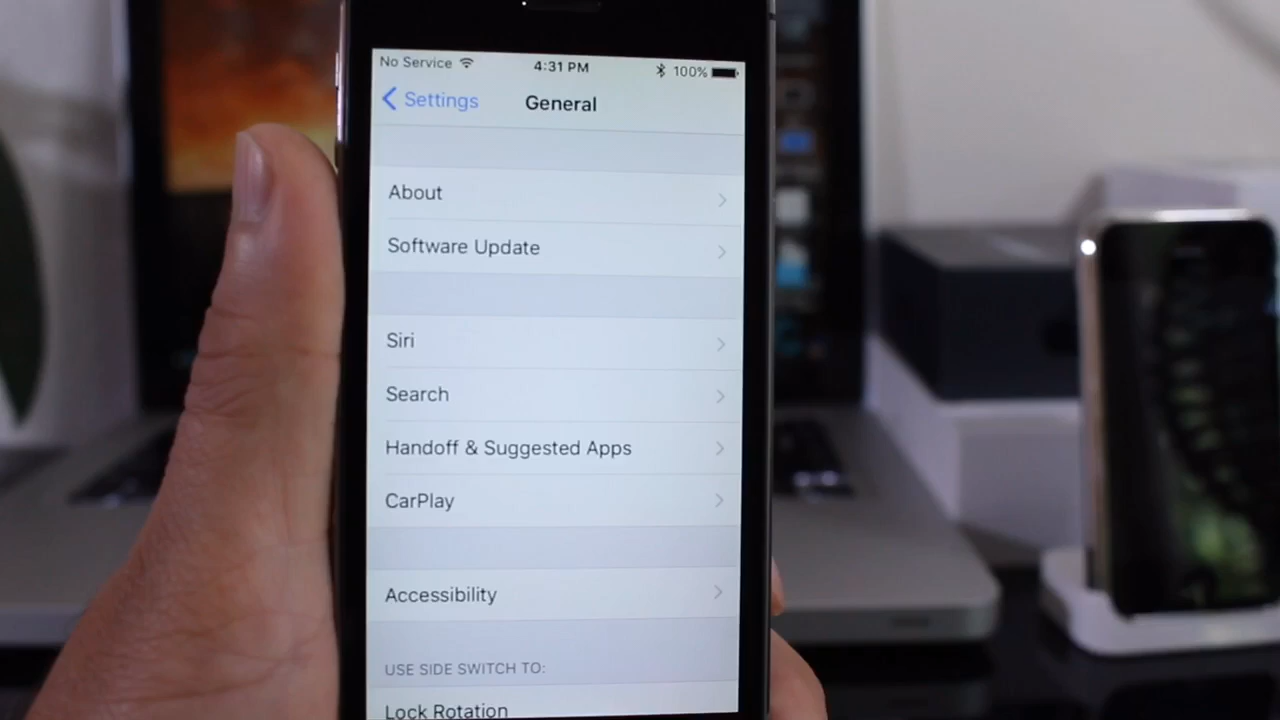 No Service 4:31 PM 100%
Settings General
About
Software Update
Siri
Search
Handoff & Suggested Apps
CarPlay
Accessibility
USE SIDE SWITCH TO:
Lock Rotation